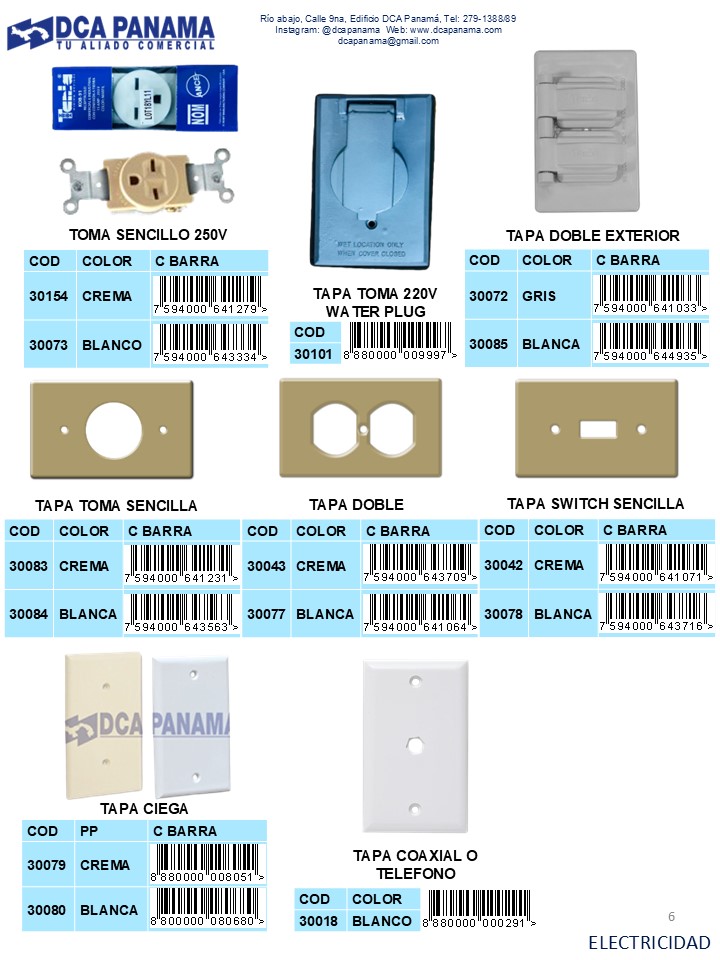 DCA PANAMA
TU ALIADO COMERCIAL
Río abajo, Calle 9na, Edificio DCA Panamá, Tel: 279-1388/89
Instagram: @dcapanama Web: www.dcapanama.com
dcapanama@gmail.com
LOT1BYL11
NOM
ANCE
WET LOCATION ONLY
WHEN COVER CLOSED
TOMA SENCILLO 250V
COD COLOR C BARRA
30154 CREMA 7 594000 641279 >
30073 BLANCO 7 594000 643334 >
TAPA TOMA 220V
WATER PLUG
COD
30101 8 880000 009997 >
TAPA DOBLE EXTERIOR
COD COLOR C BARRA
30072 GRIS 7 594000 641033 >
30085 BLANCA 7 594000 644935 >
TAPA TOMA SENCILLA
COD COLOR C BARRA
30083 CREMA 7 594000 641231 >
30084 BLANCA 7 594000 643563 >
TAPA DOBLE
COD COLOR C BARRA
30043 CREMA 7 594000 643709 >
30077 BLANCA 7 594000 641064 >
TAPA SWITCH SENCILLA
COD COLOR C BARRA
30042 CREMA 7 594000 641071 >
30078 BLANCA 7 594000 643716 >
DCA PANAMA
TAPA CIEGA
COD PP C BARRA
30079 CREMA 8 880000 008051 >
30080 BLANCA 8 800000 080680 >
TAPA COAXIAL O
TELEFONO
COD COLOR
30018 BLANCO 8 880000 000291 >
6
ELECTRICIDAD